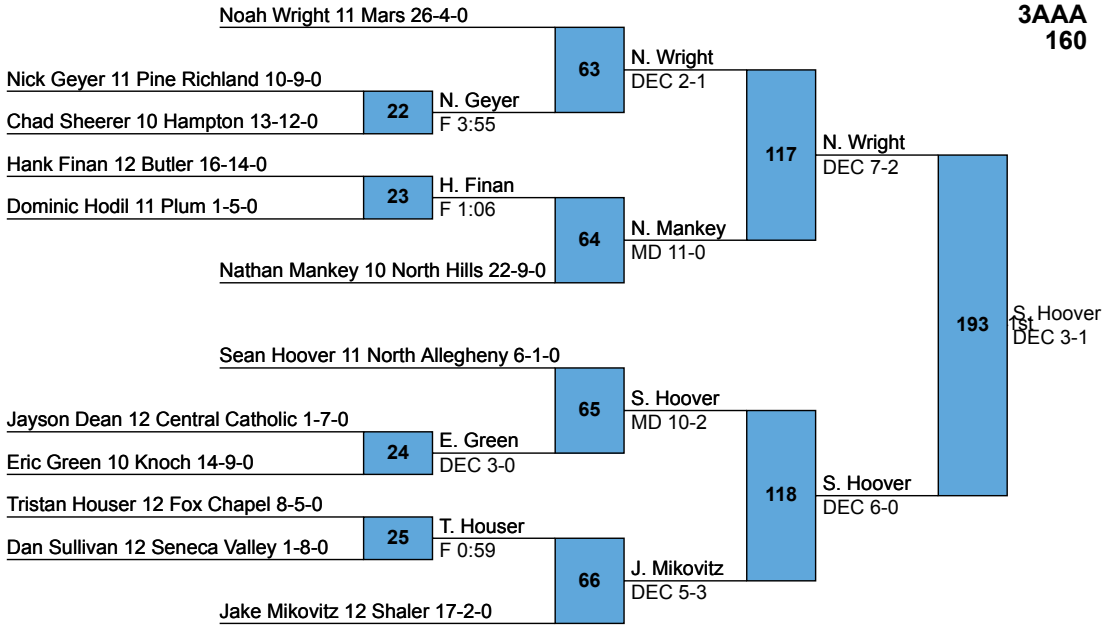 3AAA
160
Noah Wright 11 Mars 26-4-0
63
N. Wright
DEC 2-1
Nick Geyer 11 Pine Richland 10-9-0
22
N. Geyer
F 3:55
Chad Sheerer 10 Hampton 13-12-0
117
N. Wright
DEC 7-2
Hank Finan 12 Butler 16-14-0
23
H. Finan
F 1:06
Dominic Hodil 11 Plum 1-5-0
64
N. Mankey
MD 11-0
Nathan Mankey 10 North Hills 22-9-0
193
S. Hoover
1st
DEC 3-1
Sean Hoover 11 North Allegheny 6-1-0
65
S. Hoover
MD 10-2
Jayson Dean 12 Central Catholic 1-7-0
24
E. Green
DEC 3-0
Eric Green 10 Knoch 14-9-0
118
S. Hoover
DEC 6-0
Tristan Houser 12 Fox Chapel 8-5-0
25
T. Houser
F 0:59
Dan Sullivan 12 Seneca Valley 1-8-0
66
J. Mikovitz
DEC 5-3
Jake Mikovitz 12 Shaler 17-2-0